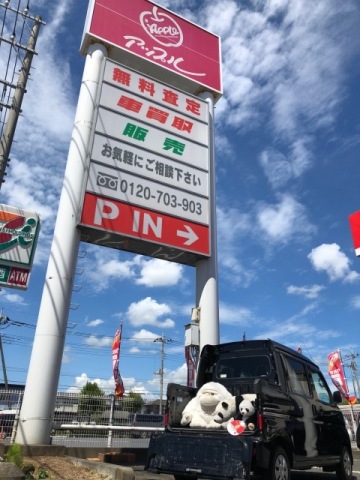 Apple
アップル
無料査定
車買取
販売
お気軽にご相談下さい
0120-703-903
P IN →
ATM